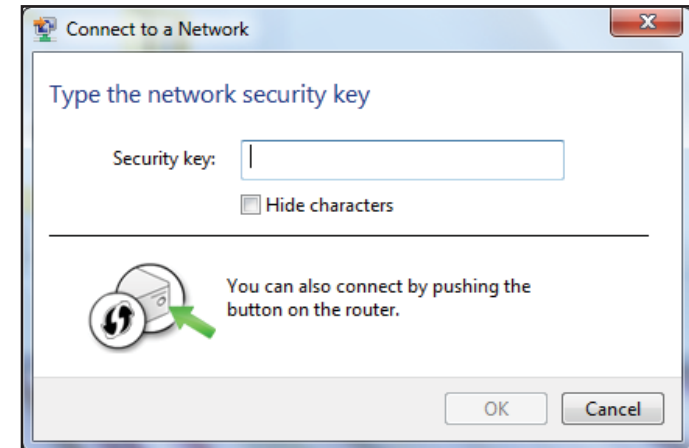 Connect to a Network
Type the network security key
Security key:
Hide characters
You can also connect by pushing the
button on the router.
OK
Cancel